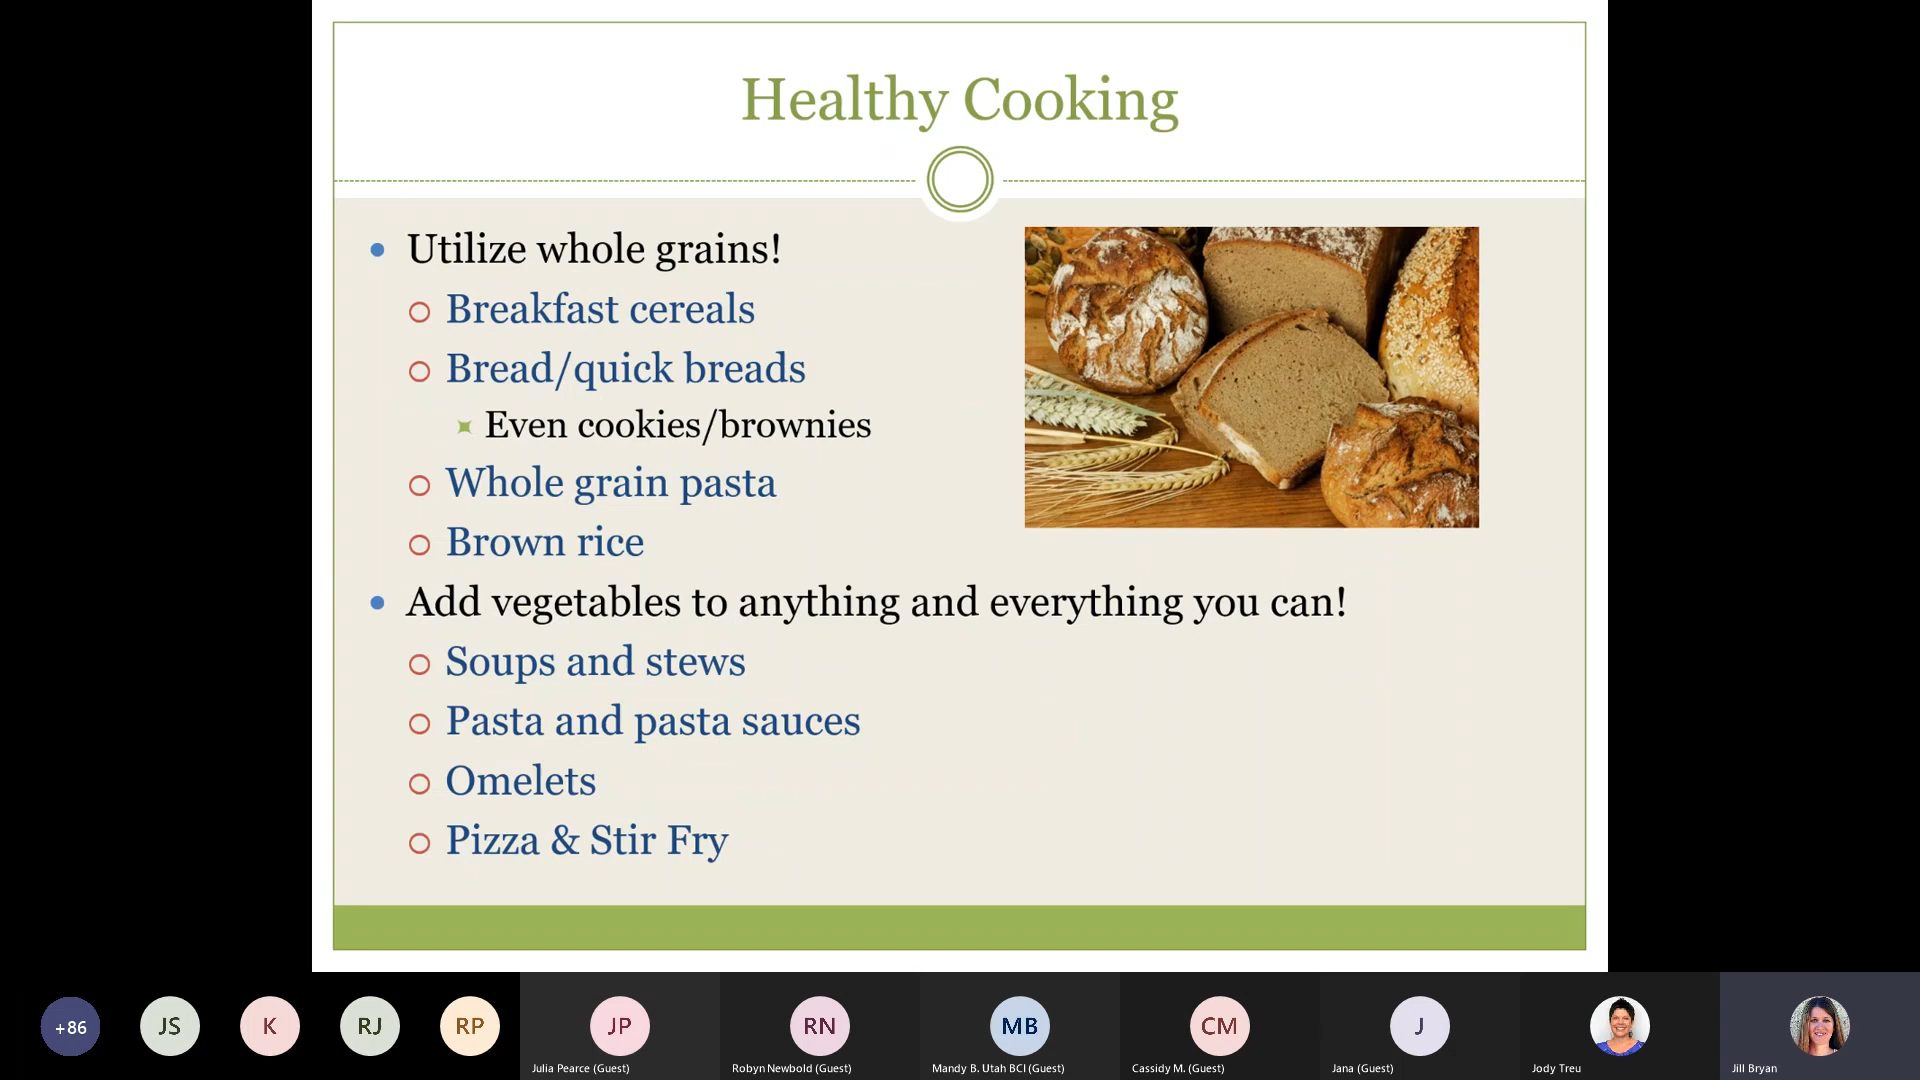 Healthy Cooking
Utilize whole grains!
Breakfast cereals
Bread/quick breads
Even cookies/brownies
Whole grain pasta
Brown rice
Add vegetables to anything and everything you can!
Soups and stews
Pasta and pasta sauces
Omelets
Pizza & Stir Fry
+86
JS
K
RJ
RP
JP
RN
MB
CM
J
Julia Pearce (Guest)
Robyn Newbold (Guest)
Mandy B. Utah BCI (Guest)
Cassidy M. (Guest)
Jana (Guest)
Jody Treu
Jill Bryan